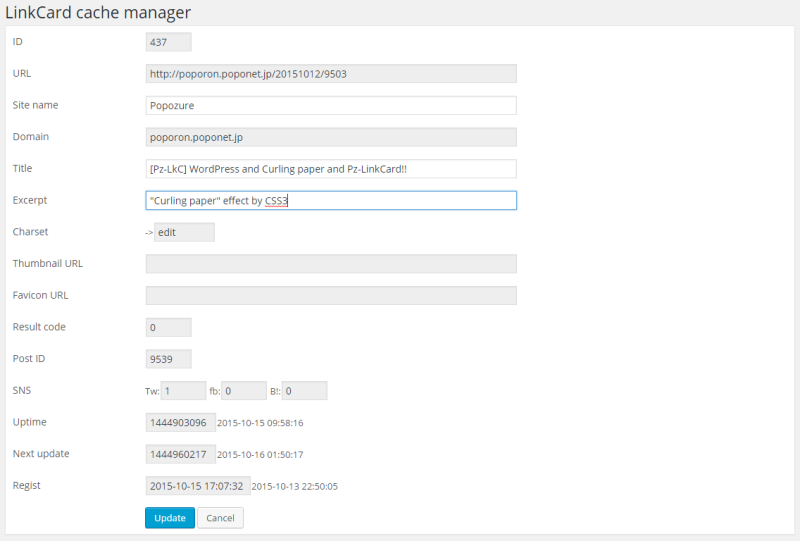 LinkCard cache manager
ID 437
URL http://poporon.poponet.jp/20151012/9503
Site name Popozure
Domain poporon.poponet.jp
Title [Pz-LkC] WordPress and Curling paper and Pz-LinkCard!!
Excerpt "Curling paper" effect by CSS3
Charset -> edit
Thumbnail URL
Favicon URL
Result code 0
Post ID 9539
SNS Tw: 1 fb: 0 B!: 0
Uptime 1444903096 2015-10-15 09:58:16
Next update 1444960217 2015-10-16 01:50:17
Regist 2015-10-15 17:07:32 2015-10-13 22:50:05
Update Cancel